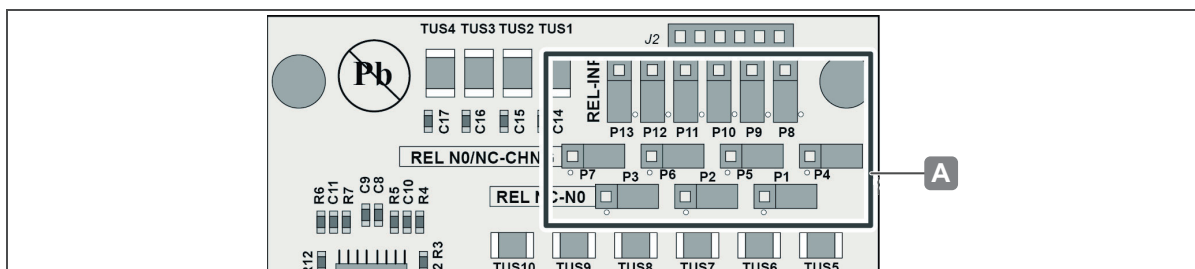 TUS4 TUS3 TUS2 TUS1
J2
Pb
REL-INP
C17
C16
C15
C14
P13 P12 P11 P10 P9 P8
REL N0/NC-CHN
P7 P3 P6 P2 P5 P1 P4
A
REL NC-N0
R6
C11
R7
C9
C8
R5
C10
R4
R3
TUS10 TUS9 TUS8 TUS7 TUS6 TUS5